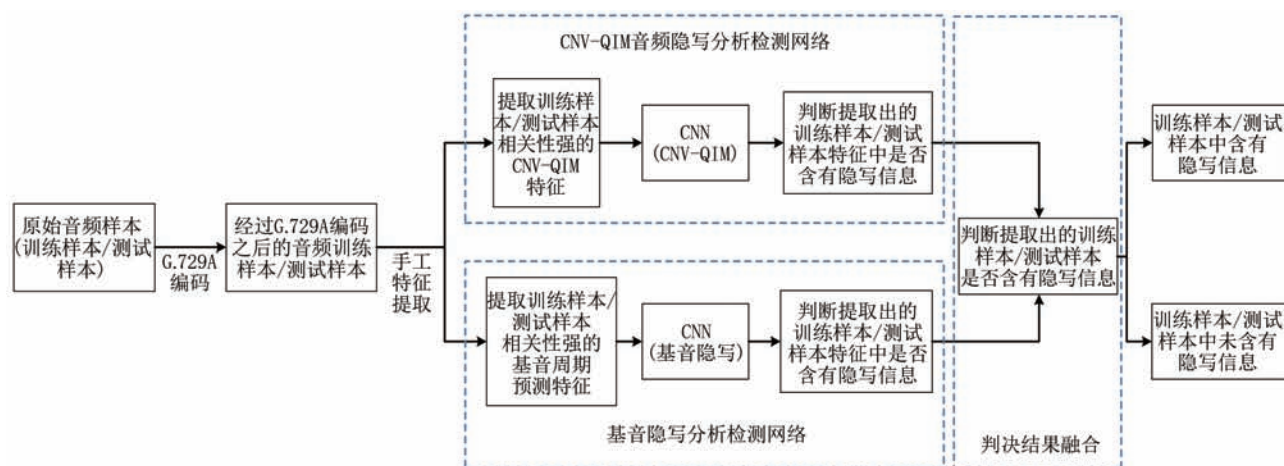 CNV-QIM音频隐写分析检测网络
提取训练样
本/测试样本
相关性强的
CNV-QIM
特征
CNN
(CNV-QIM)
判断提取出的
训练样本/测试
样本特征中是否
含有隐写信息
训练样本/测试
样本中含有
隐写信息
原始音频样本
(训练样本/测试
样本)
G.729A
编码
经过G.729A编码
之后的音频训练
样本/测试样本
手工
特征
提取
判断提取出的训练
样本/测试样本
是否含有隐写信息
提取训练样本/
测试样本
相关性强的
基音周期
预测特征
CNN
(基音隐写)
判断提取出的
训练样本/测试
样本特征中是否
含有隐写信息
训练样本/测试
样本中未含有
隐写信息
基音隐写分析检测网络
判决结果融合